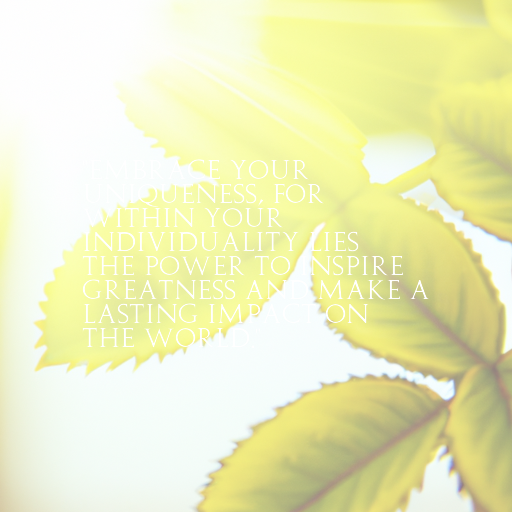 EMBRACE YOUR
UNIQUENESS, FOR
WITHIN YOUR
INDIVIDUALITY LIES
THE POWER TO INSPIRE
GREATNESS AND MAKE A
LASTING IMPACT ON
THE WORLD.